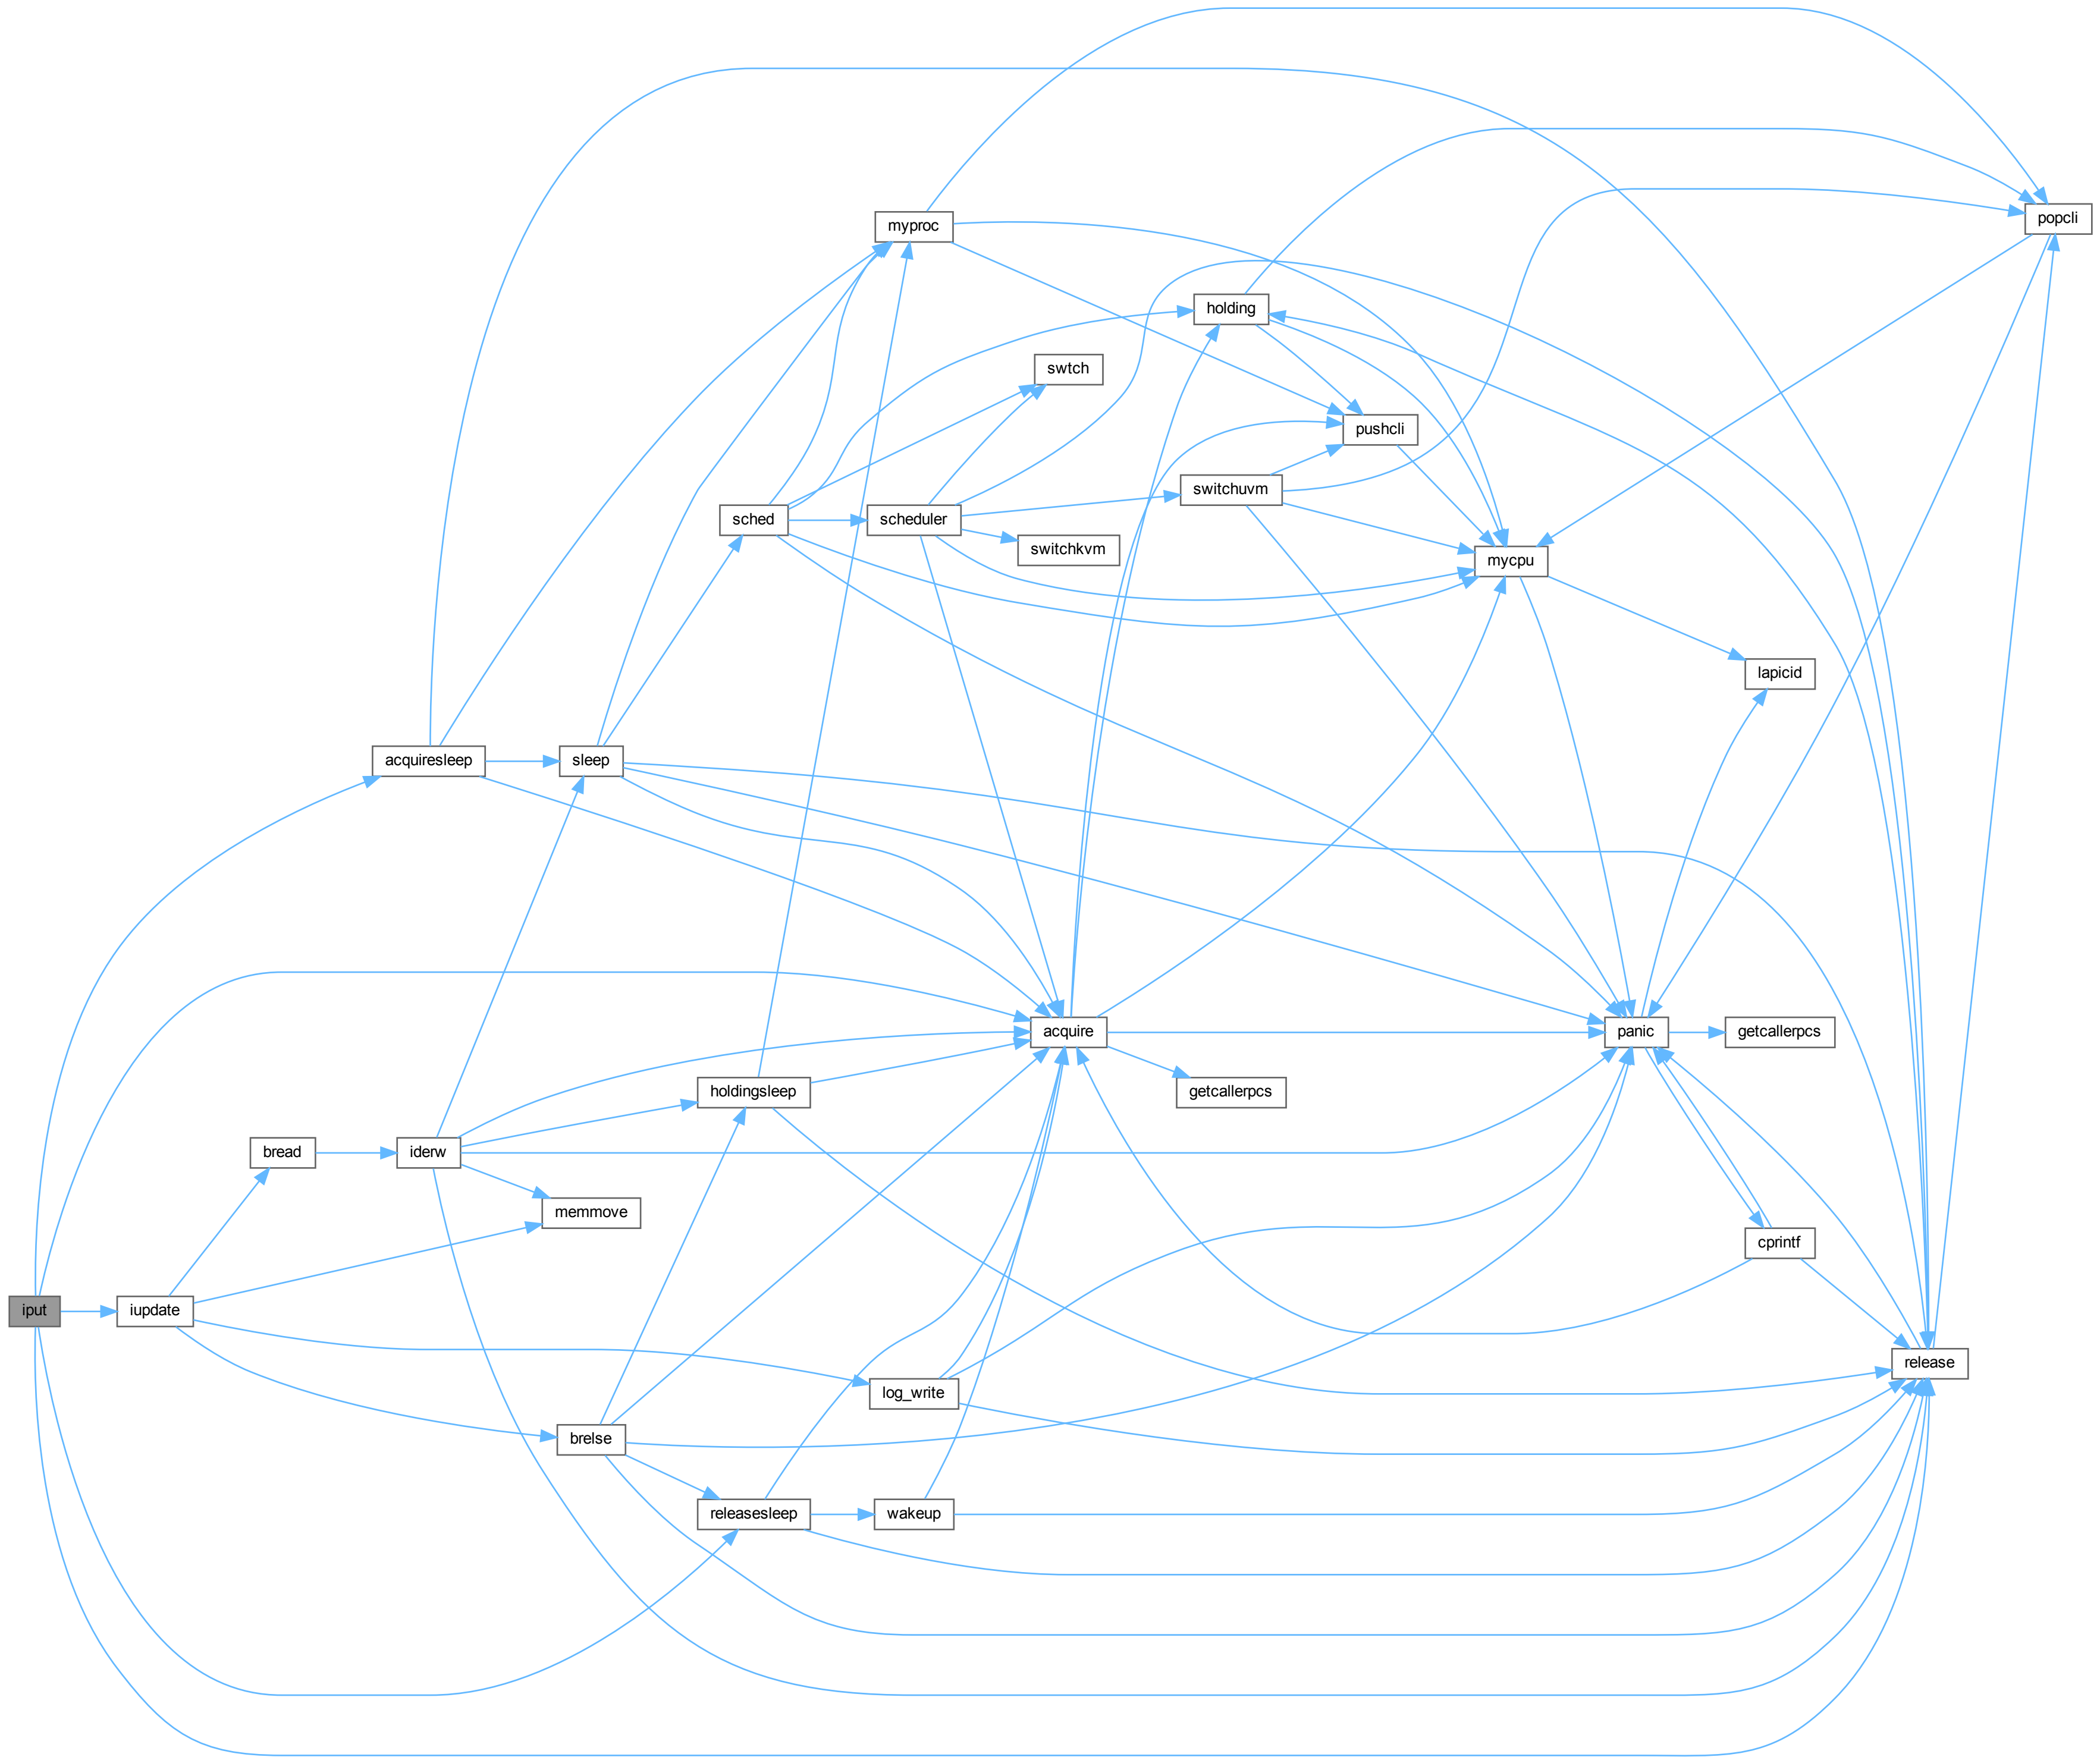 popcli
myproc
holding
swtch
pushcli
switchuvm
sched
scheduler
switchkvm
mycpu
lapicid
acquiresleep
sleep
acquire
panic
getcallerpcs
holdingsleep
getcallerpcs
bread
iderw
memmove
cprintf
iput
iupdate
release
log_write
brelse
releasesleep
wakeup